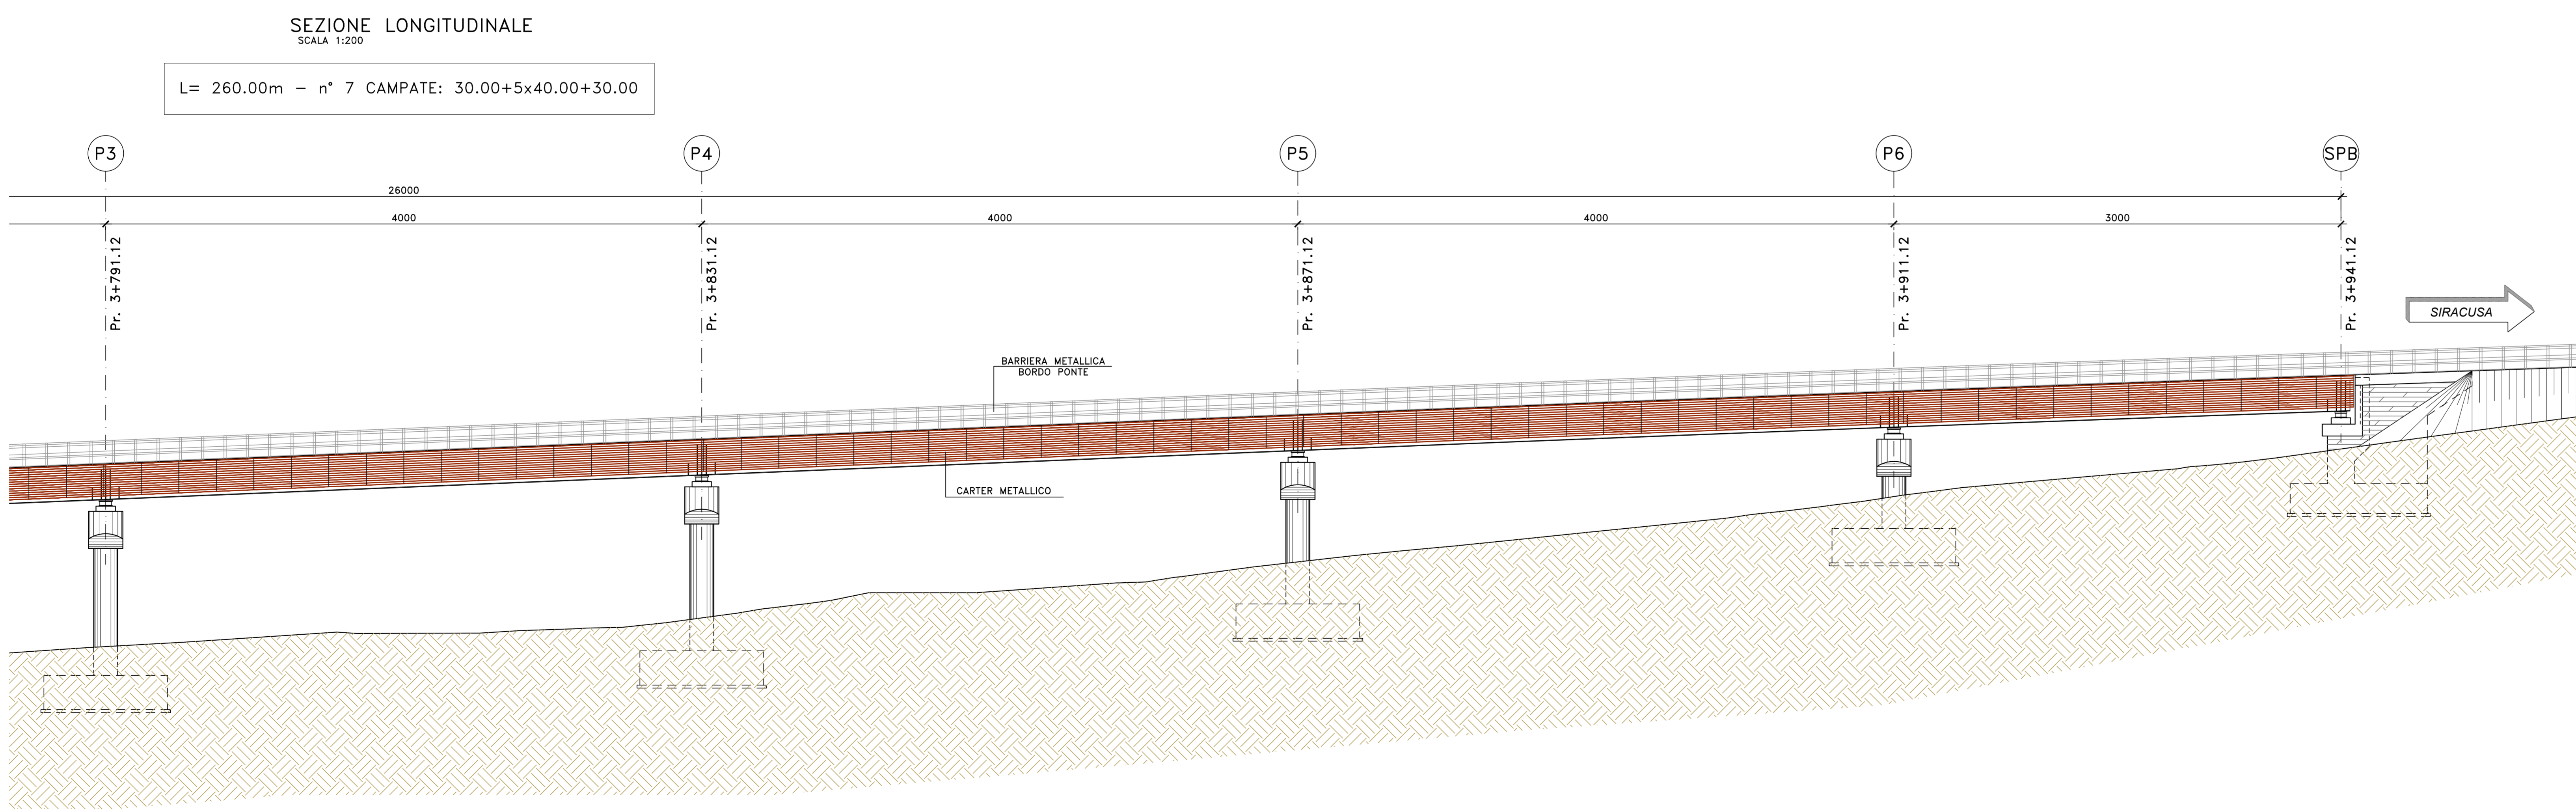 SEZIONE LONGITUDINALE
SCALA 1:200
L= 260.00m – n° 7 CAMPATE: 30.00+5x40.00+30.00
P3
P4
P5
P6
SPB
26000
4000
4000
4000
3000
Pr. 3+791.12
Pr. 3+831.12
Pr. 3+871.12
Pr. 3+911.12
Pr. 3+941.12
SIRACUSA
BARRIERA METALLICA
BORDO PONTE
CARTER METALLICO